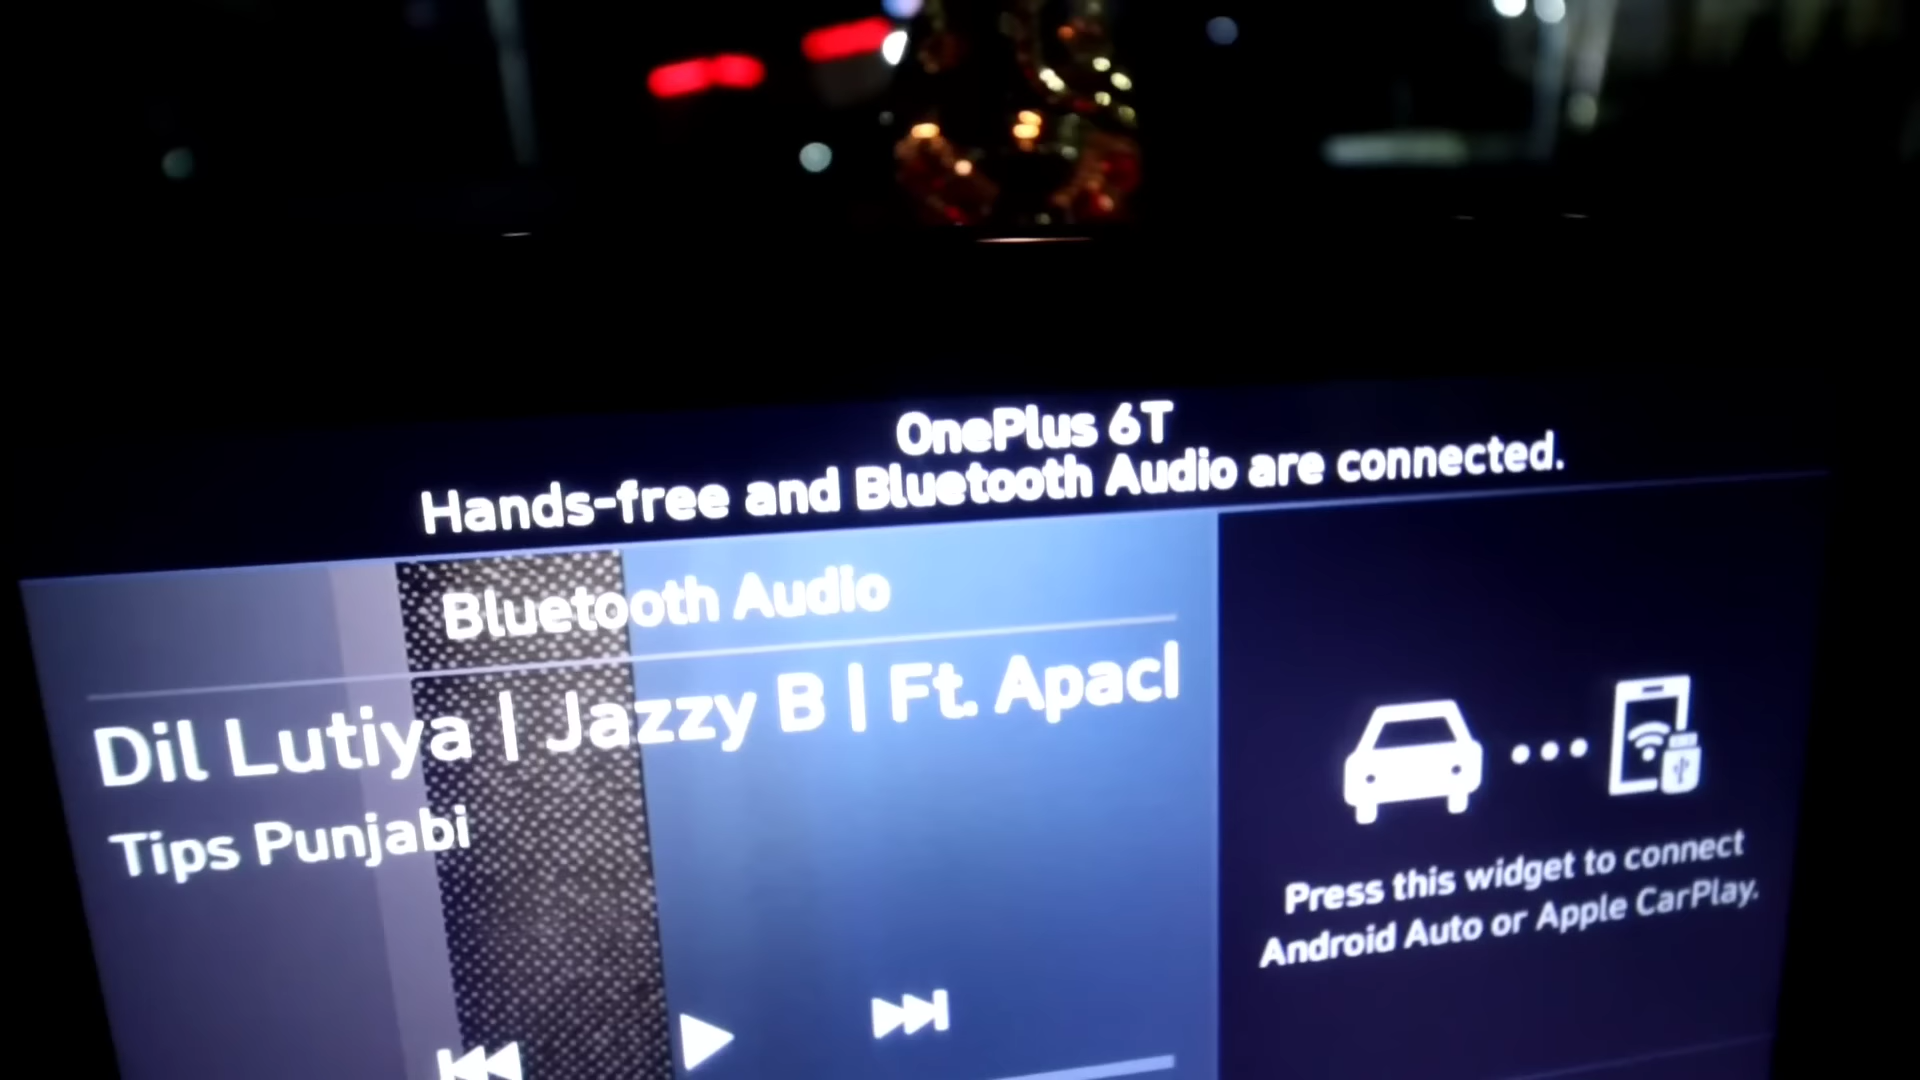 OnePlus 6T
Hands-free and Bluetooth Audio are connected.
Bluetooth Audio
Dil Lutiya | Jazzy B | Ft.
Tips Punjabi
Press this widget to connect
Android Auto or Apple CarPlay.